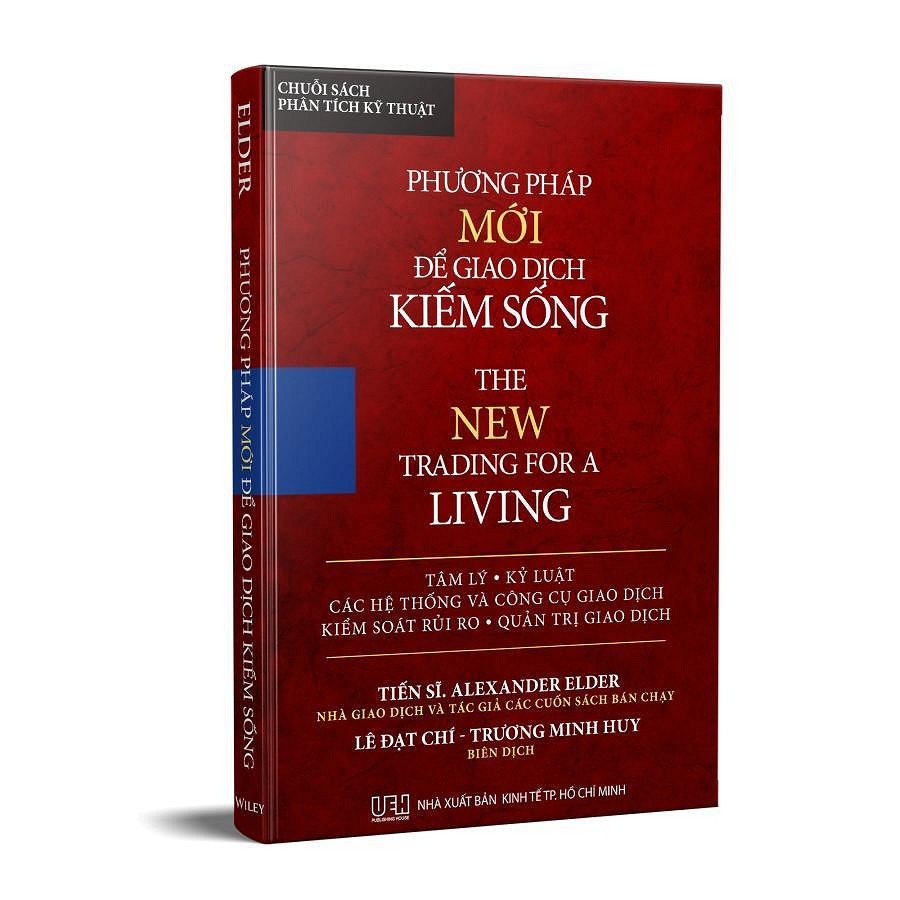 CHUỖI SÁCH
PHÂN TÍCH KỸ THUẬT
PHƯƠNG PHÁP
MỚI
ĐỂ GIAO DỊCH
KIẾM SỐNG
THE
NEW
TRADING FOR A
LIVING
TÂM LÝ • KỶ LUẬT
CÁC HỆ THỐNG VÀ CÔNG CỤ GIAO DỊCH
KIỂM SOÁT RỦI RO • QUẢN TRỊ GIAO DỊCH
TIẾN SĨ. ALEXANDER ELDER
NHÀ GIAO DỊCH VÀ TÁC GIẢ CÁC CUỐN SÁCH BÁN CHẠY
LÊ ĐẠT CHÍ - TRƯƠNG MINH HUY
BIÊN DỊCH
UEH
PUBLISHING HOUSE
NHÀ XUẤT BẢN KINH TẾ TP. HỒ CHÍ MINH
ELDER
PHƯƠNG PHÁP MỚI ĐỂ GIAO DỊCH KIẾM SỐNG
WILEY